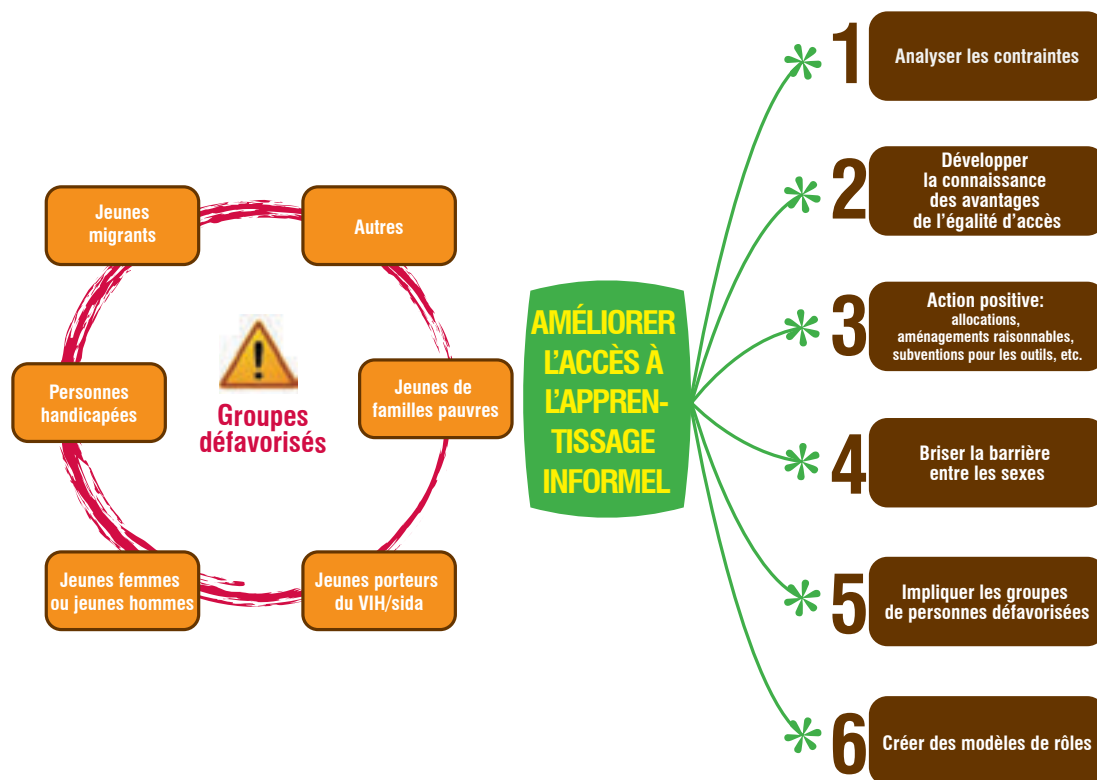 Jeunes
migrants
Autres
Personnes
handicapées
Groupes
défavorisés
Jeunes de
familles pauvres
Jeunes femmes
ou jeunes hommes
Jeunes porteurs
du VIH/sida
AMÉLIORER
L'ACCÈS À
L'APPREN-
TISSAGE
INFORMEL
1
Analyser les contraintes
2
Développer
la connaissance
des avantages
de l'égalité d'accès
3
Action positive:
allocations,
aménagements raisonnables,
subventions pour les outils, etc.
4
Briser la barrière
entre les sexes
5
Impliquer les groupes
de personnes défavorisées
6
Créer des modèles de rôles